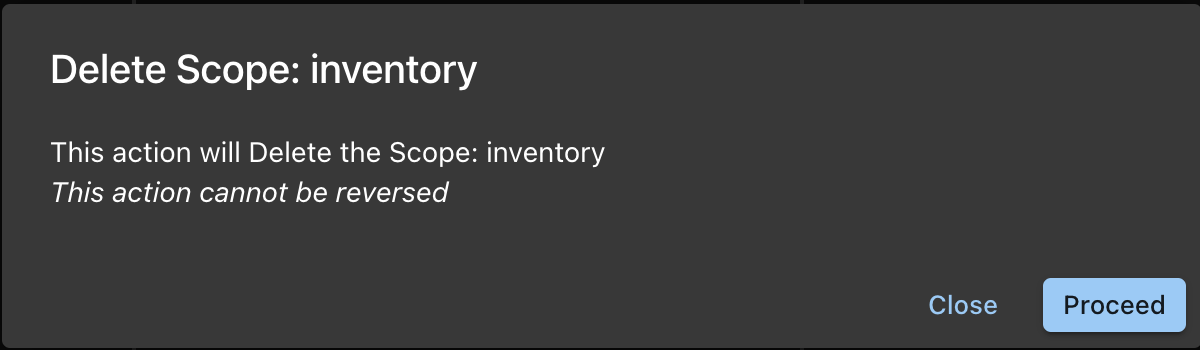 Delete Scope: inventory
This action will Delete the Scope: inventory
This action cannot be reversed
Close
Proceed